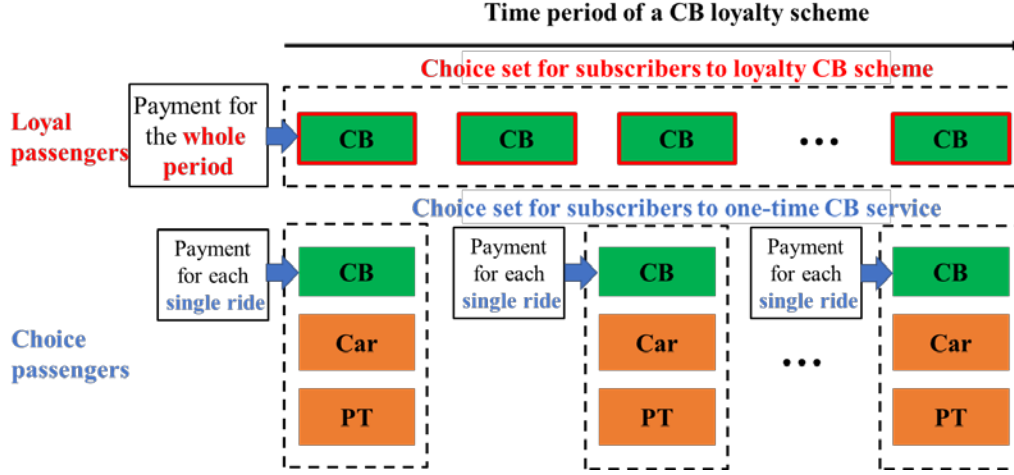 Time period of a CB loyalty scheme
Choice set for subscribers to loyalty CB scheme
Loyal
passengers
Payment for
the whole
period
CB
CB
CB
...
CB
Choice set for subscribers to one-time CB service
Payment
for each
single ride
CB
Payment
for each
single ride
CB
Payment
for each
single ride
CB
Choice
passengers
Car
Car
...
Car
PT
PT
PT